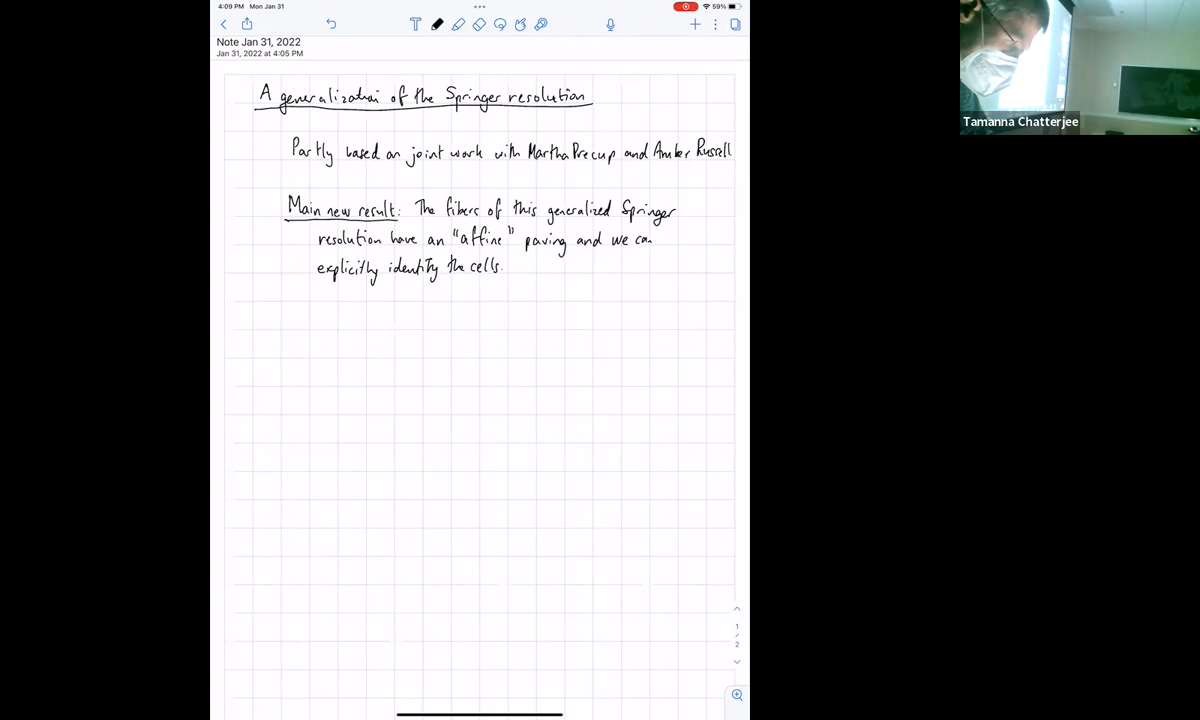 4:09 PM Mon Jan 31
59%
Note Jan 31, 2022
Jan 31, 2022 at 4:05 PM
A generalization of the Springer resolution
Partly based on joint work with Martha Precup and Amber Russell
Main new result: The fibers of this generalized Springer
resolution have an "affine" paving and we can
explicitly identify the cells.
1
/
2
Tamanna Chatterjee